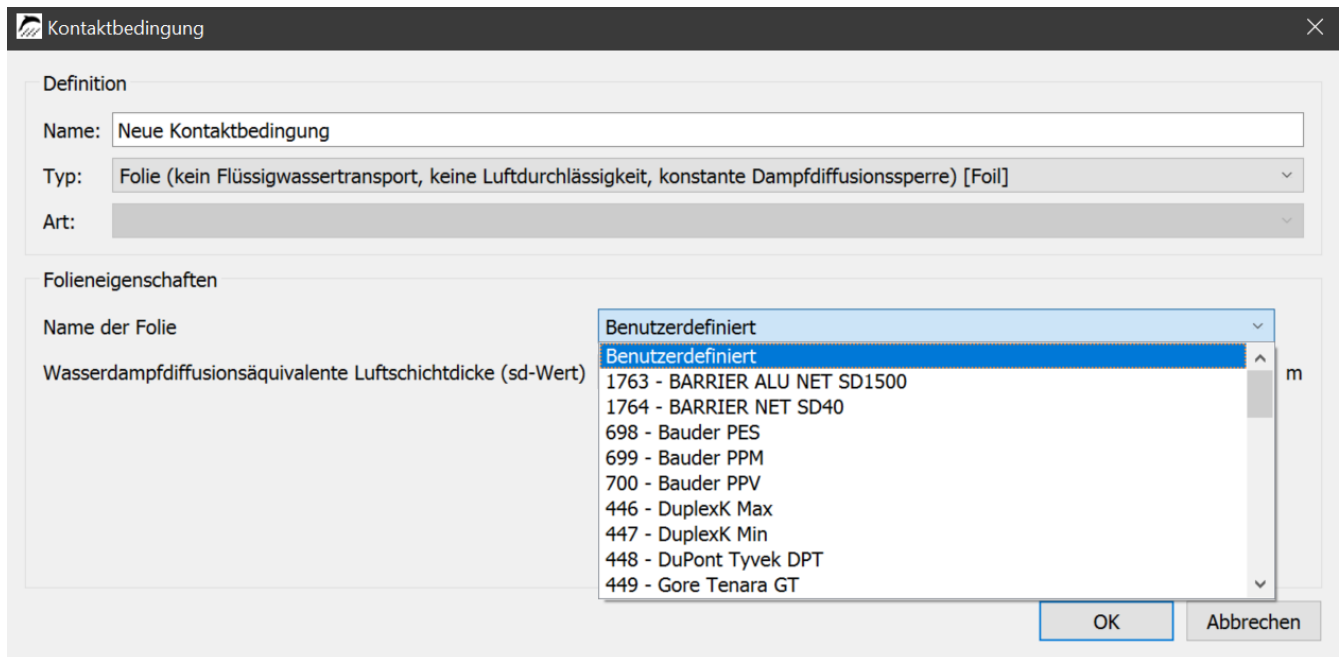 Kontaktbedingung
Definition
Name: Neue Kontaktbedingung
Typ: Folie (kein Flüssigwassertransport, keine Luftdurchlässigkeit, konstante Dampfdiffusionssperre) [Foil]
Art:
Folieneigenschaften
Name der Folie Benutzerdefiniert
Wasserdampfdiffusionsäquivalente Luftschichtdicke (sd-Wert) m
Benutzerdefiniert
1763 - BARRIER ALU NET SD1500
1764 - BARRIER NET SD40
698 - Bauder PES
699 - Bauder PPM
700 - Bauder PPV
446 - DuplexK Max
447 - DuplexK Min
448 - DuPont Tyvek DPT
449 - Gore Tenara GT
OK Abbrechen